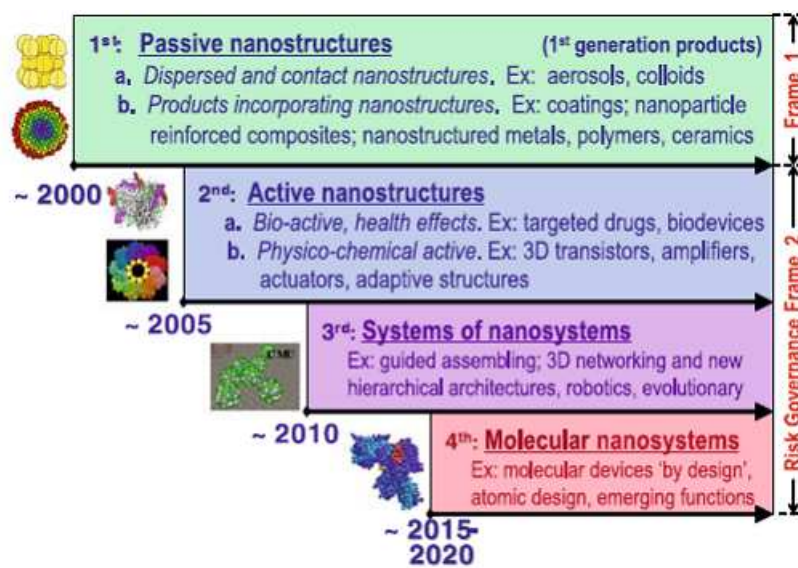 1st: Passive nanostructures (1st generation products)
a. Dispersed and contact nanostructures. Ex: aerosols, colloids
b. Products incorporating nanostructures. Ex: coatings; nanoparticle
reinforced composites; nanostructured metals, polymers, ceramics
~ 2000
2nd: Active nanostructures
a. Bio-active, health effects. Ex: targeted drugs, biodevices
b. Physico-chemical active. Ex: 3D transistors, amplifiers,
actuators, adaptive structures
~ 2005
3rd: Systems of nanosystems
Ex: guided assembling; 3D networking and new
hierarchical architectures, robotics, evolutionary
~ 2010
4th: Molecular nanosystems
Ex: molecular devices 'by design',
atomic design, emerging functions
~ 2015-
2020
Frame 1
Risk Governance Frame 2